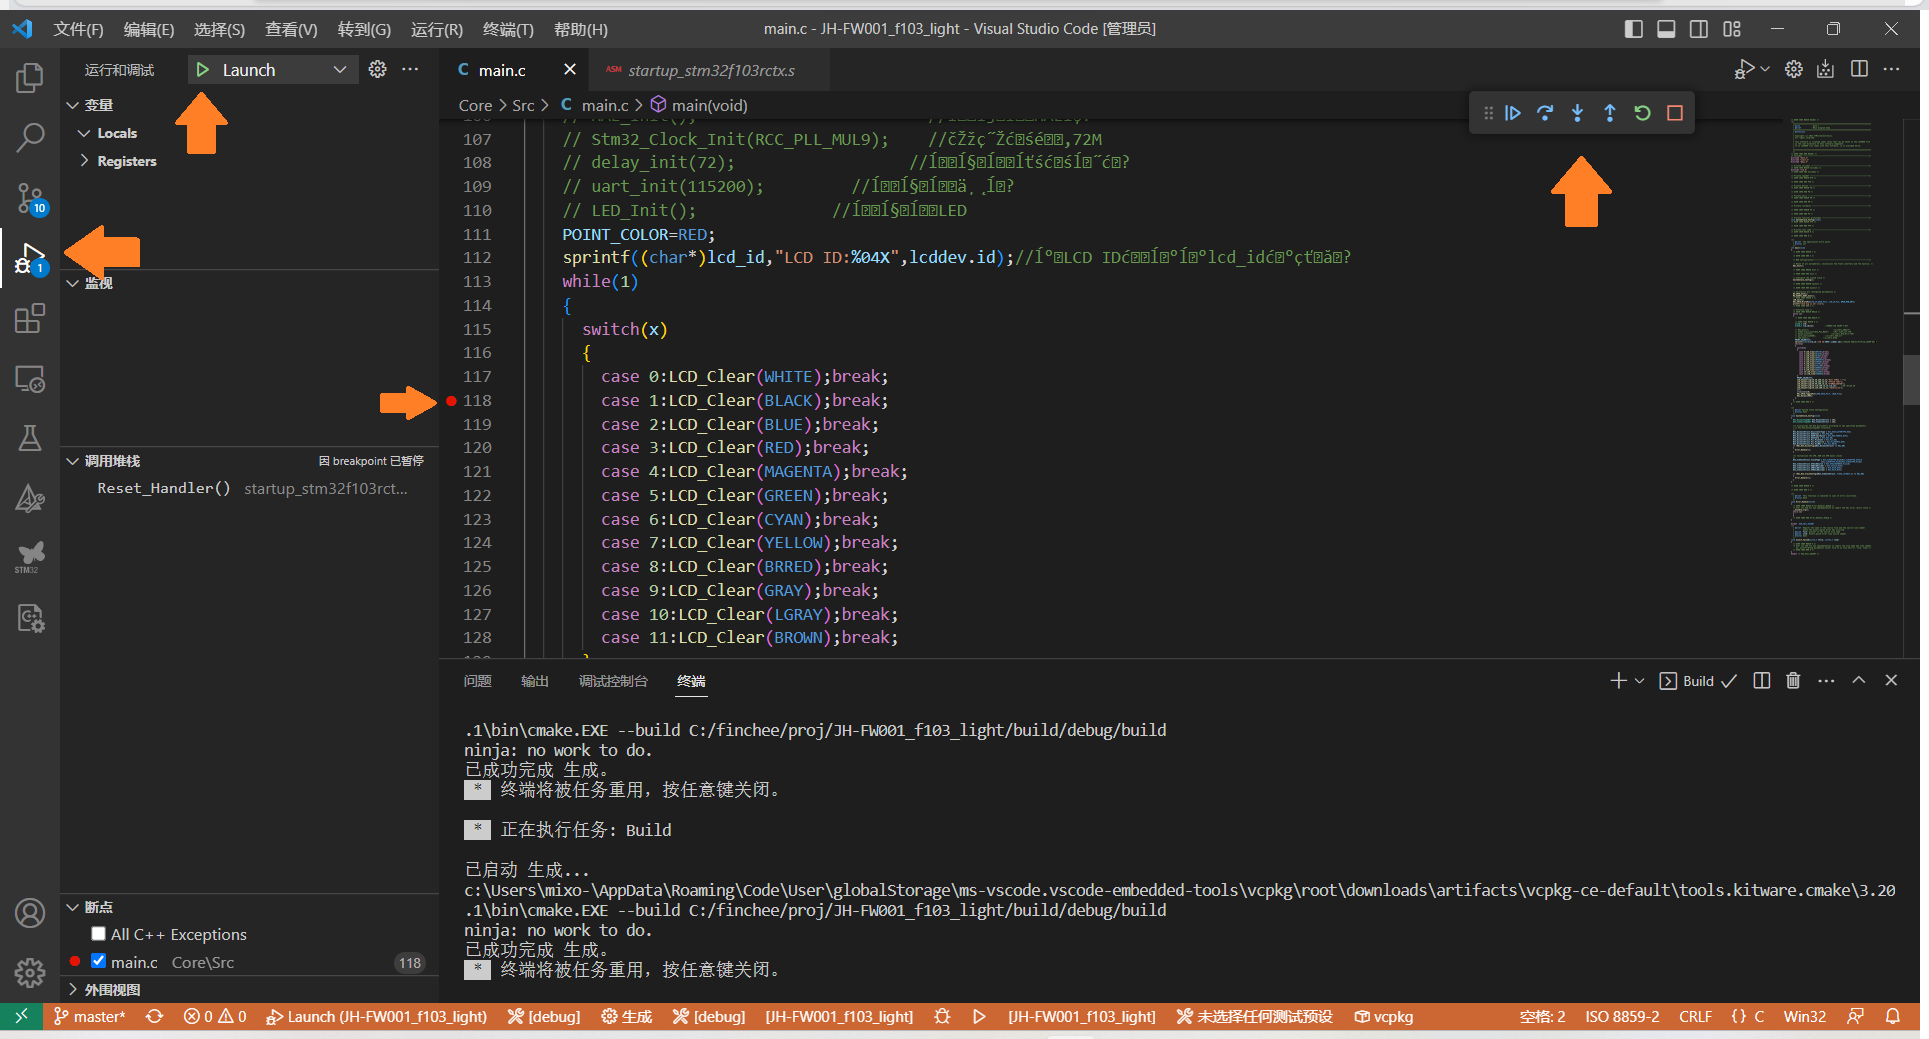 文件(F) 编辑(E) 选择(S) 查看(V) 转到(G) 运行(R) 终端(T) 帮助(H)
main.c - JH-FW001_f103_light - Visual Studio Code [管理员]
运行和调试 Launch
C main.c
ASM startup_stm32f103rctx.s
Core > Src > C main.c > main(void)
变量
Locals
Registers
监视
调用堆栈 因 breakpoint 已暂停
Reset_Handler() startup_stm32f103rct...
断点
All C++ Exceptions
main.c Core\Src 118
外围视图
10
1
STM32
107 // Stm32_Clock_Init(RCC_PLL_MUL9);
108 // delay_init(72);
109 // uart_init(115200);
110 // LED_Init();
111 POINT_COLOR=RED;
112 sprintf((char*)lcd_id,"LCD ID:%04X",lcddev.id);
113 while(1)
114 {
115 switch(x)
116 {
117 case 0:LCD_Clear(WHITE);break;
118 case 1:LCD_Clear(BLACK);break;
119 case 2:LCD_Clear(BLUE);break;
120 case 3:LCD_Clear(RED);break;
121 case 4:LCD_Clear(MAGENTA);break;
122 case 5:LCD_Clear(GREEN);break;
123 case 6:LCD_Clear(CYAN);break;
124 case 7:LCD_Clear(YELLOW);break;
125 case 8:LCD_Clear(BRRED);break;
126 case 9:LCD_Clear(GRAY);break;
127 case 10:LCD_Clear(LGRAY);break;
128 case 11:LCD_Clear(BROWN);break;
问题 输出 调试控制台 终端
Build
.1\bin\cmake.EXE --build C:/finchee/proj/JH-FW001_f103_light/build/debug/build
ninja: no work to do.
已成功完成 生成。
* 终端将被任务重用，按任意键关闭。
* 正在执行任务: Build
已启动 生成...
c:\Users\mixo-\AppData\Roaming\Code\User\globalStorage\ms-vscode.vscode-embedded-tools\vcpkg\root\downloads\artifacts\vcpkg-ce-default\tools.kitware.cmake\3.20
.1\bin\cmake.EXE --build C:/finchee/proj/JH-FW001_f103_light/build/debug/build
ninja: no work to do.
已成功完成 生成。
* 终端将被任务重用，按任意键关闭。
master* 0 0 Launch (JH-FW001_f103_light) [debug] 生成 [debug] [JH-FW001_f103_light] [JH-FW001_f103_light] 未选择任何测试预设 vcpkg 空格: 2 ISO 8859-2 CRLF {} C Win32